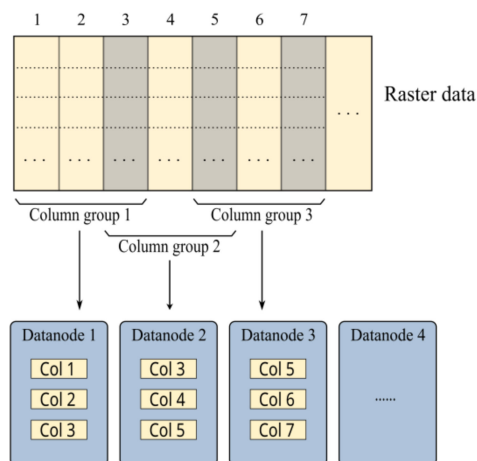 1 2 3 4 5 6 7
Raster data
. . .
. . . . . . . . . . . . . . . . . . . . .
Column group 1
Column group 3
Column group 2
Datanode 1
Col 1
Col 2
Col 3
Datanode 2
Col 3
Col 4
Col 5
Datanode 3
Col 5
Col 6
Col 7
Datanode 4
......